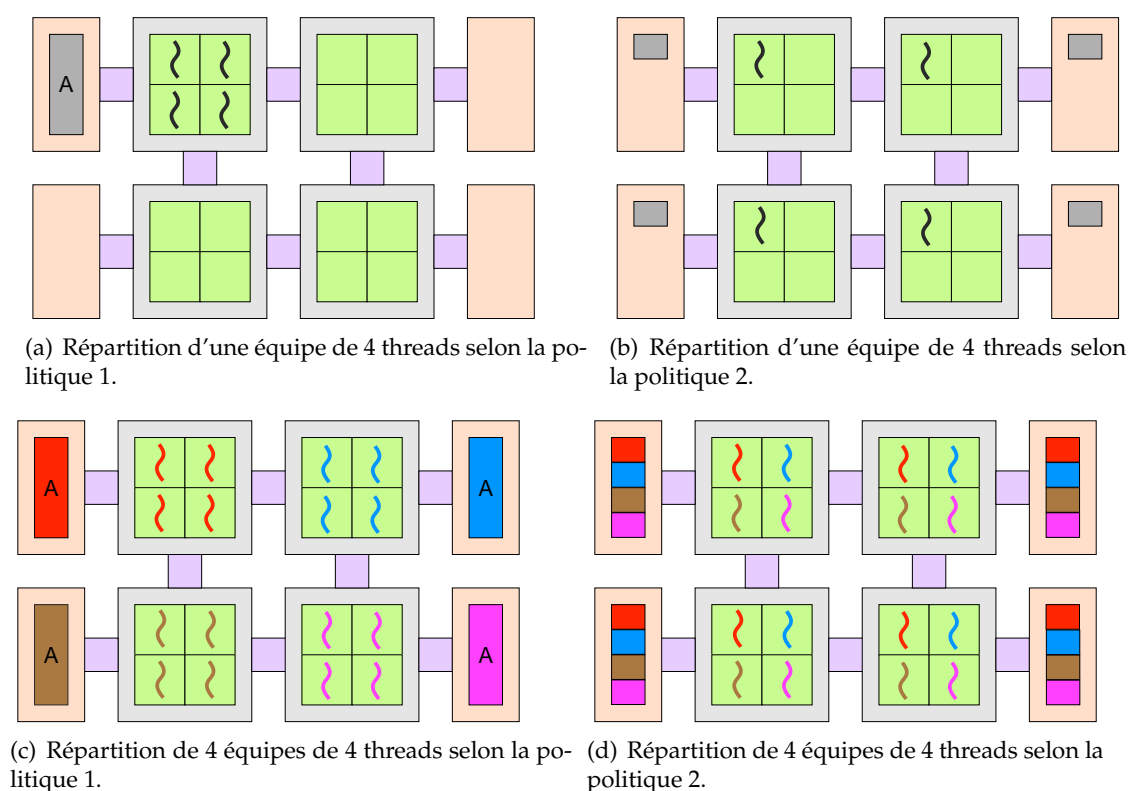 A
(a) Répartition d'une équipe de 4 threads selon la po-
litique 1.
(b) Répartition d'une équipe de 4 threads selon
la politique 2.
A
A
A
A
(c) Répartition de 4 équipes de 4 threads selon la po-
litique 1.
(d) Répartition de 4 équipes de 4 threads selon la
politique 2.